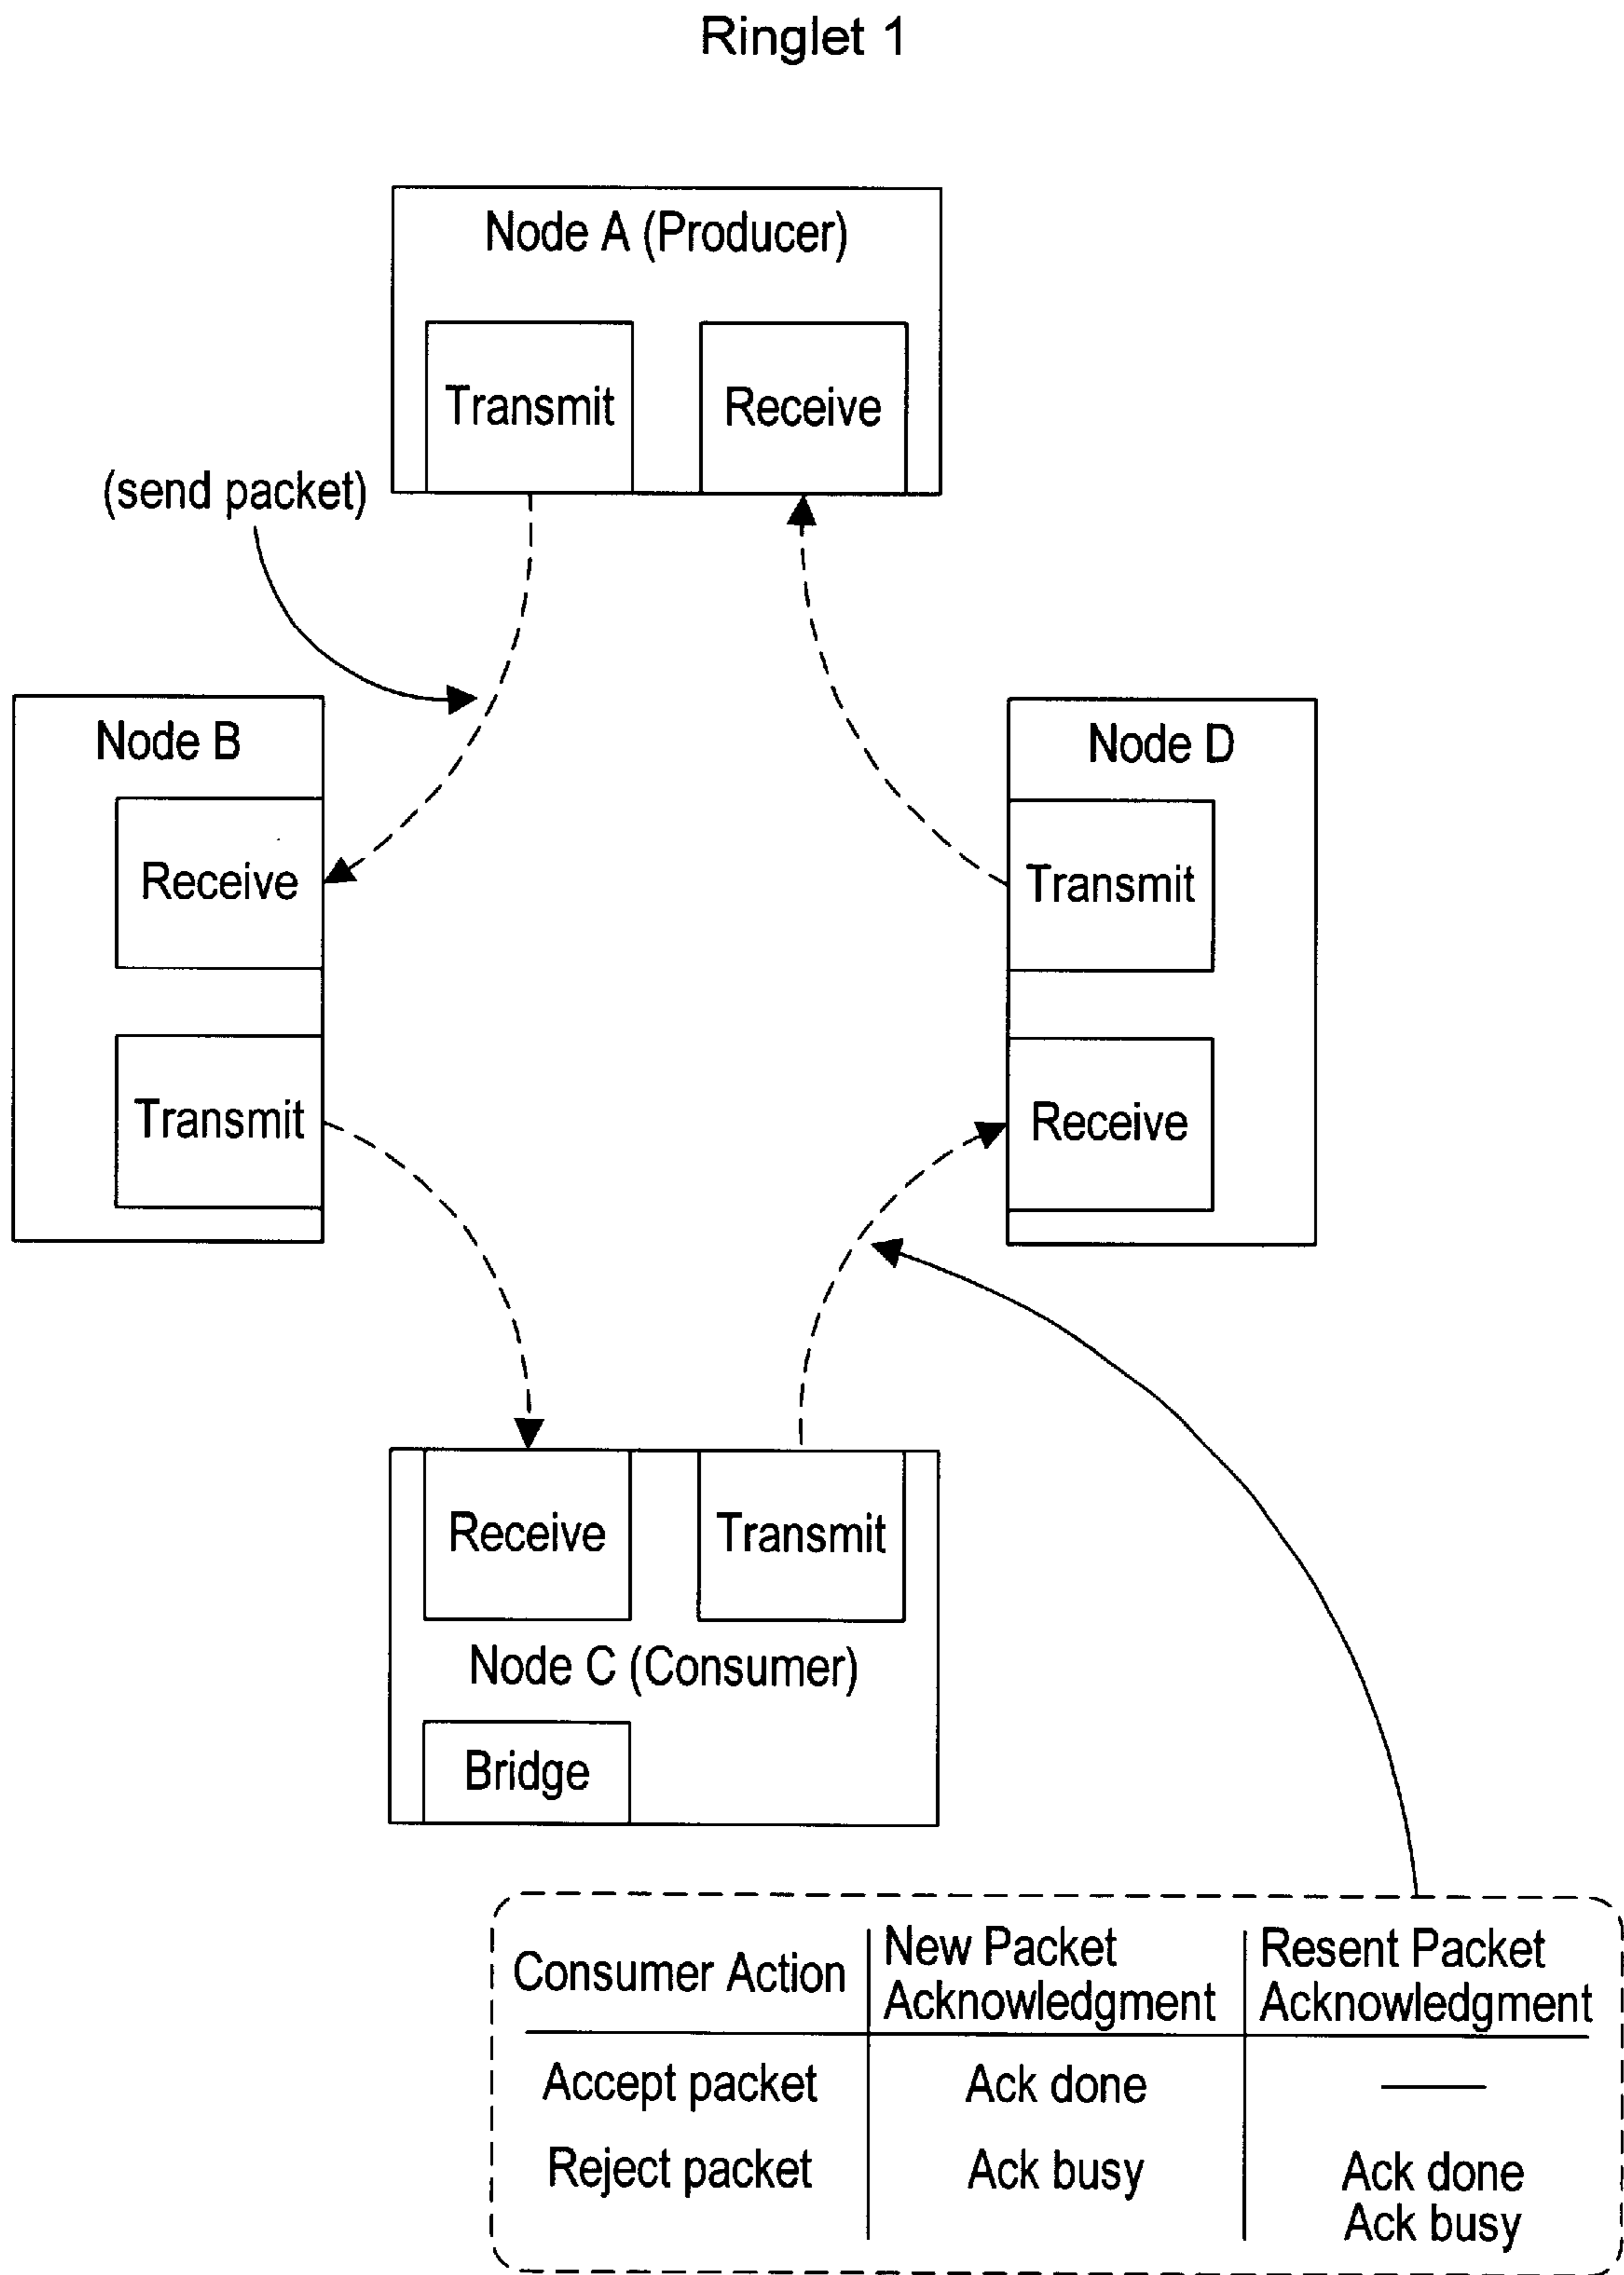 Ringlet 1
Node A (Producer)
Transmit
Receive
(send packet)
Node B
Receive
Transmit
Node D
Transmit
Receive
Receive
Transmit
Node C (Consumer)
Bridge
Consumer Action
New Packet
Acknowledgment
Resent Packet
Acknowledgment
Accept packet
Ack done
Reject packet
Ack busy
Ack done
Ack busy